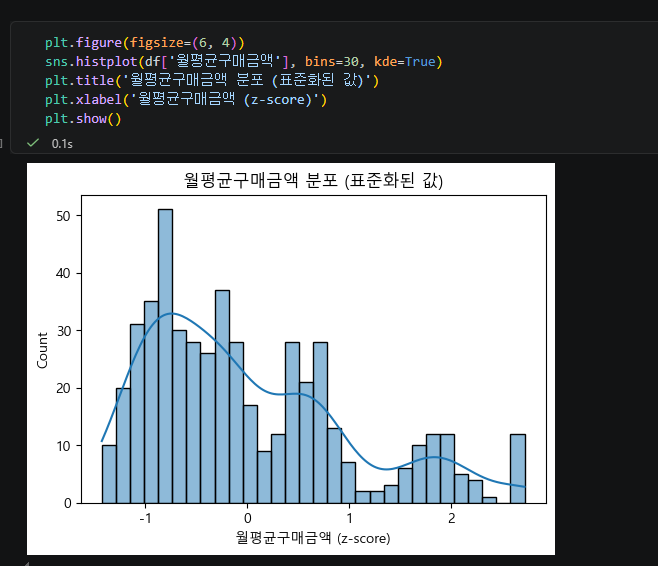 plt.figure(figsize=(6, 4))
sns.histplot(df['월평균구매금액'], bins=30, kde=True)
plt.title('월평균구매금액 분포 (표준화된 값)')
plt.xlabel('월평균구매금액 (z-score)')
plt.show()
0.1s
월평균구매금액 분포 (표준화된 값)
50
40
30
20
10
0
Count
-1 0 1 2
월평균구매금액 (z-score)